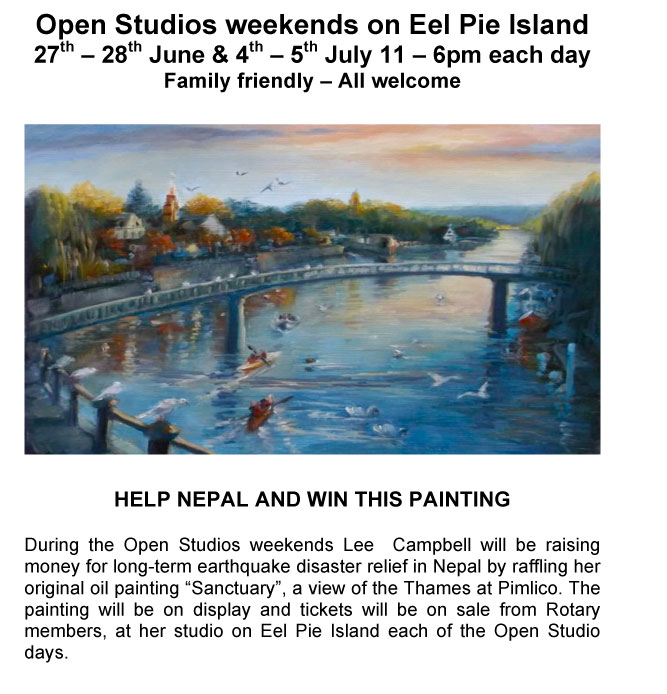 Open Studios weekends on Eel Pie Island
27th – 28th June & 4th – 5th July 11 – 6pm each day
Family friendly – All welcome
HELP NEPAL AND WIN THIS PAINTING
During the Open Studios weekends Lee  Campbell will be raising
money for long-term earthquake disaster relief in Nepal by raffling her
original oil painting “Sanctuary”, a view of the Thames at Pimlico. The
painting will be on display and tickets will be on sale from Rotary
members, at her studio on Eel Pie Island each of the Open Studio
days.